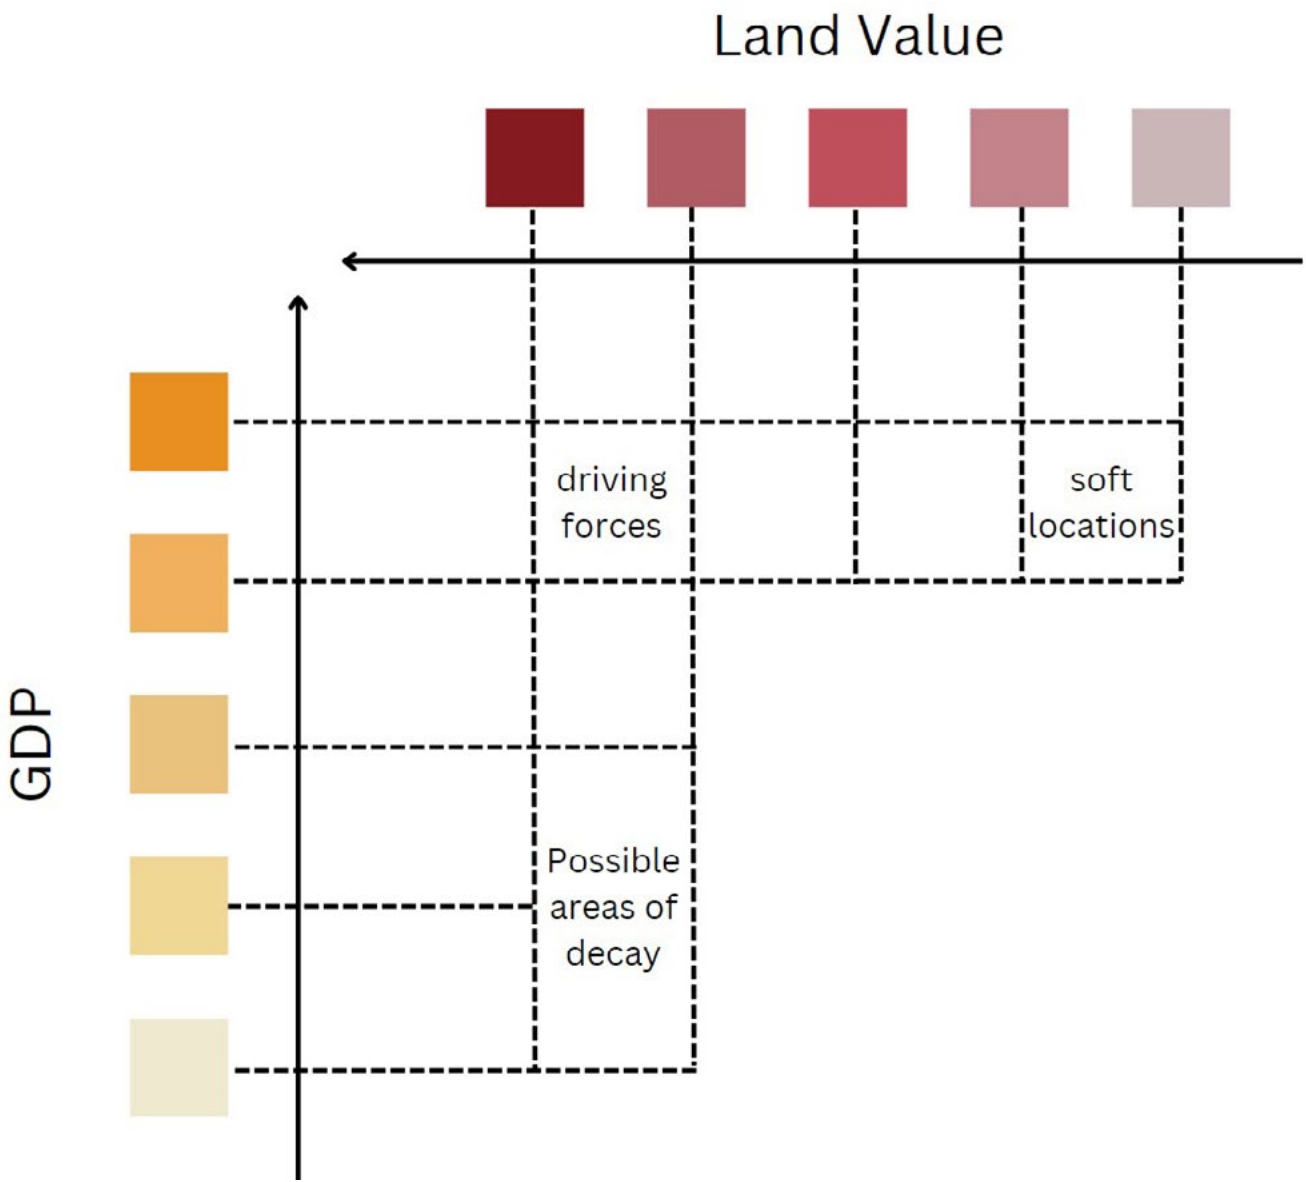 Land Value
driving
forces
soft
locations
GDP
Possible
areas of
decay